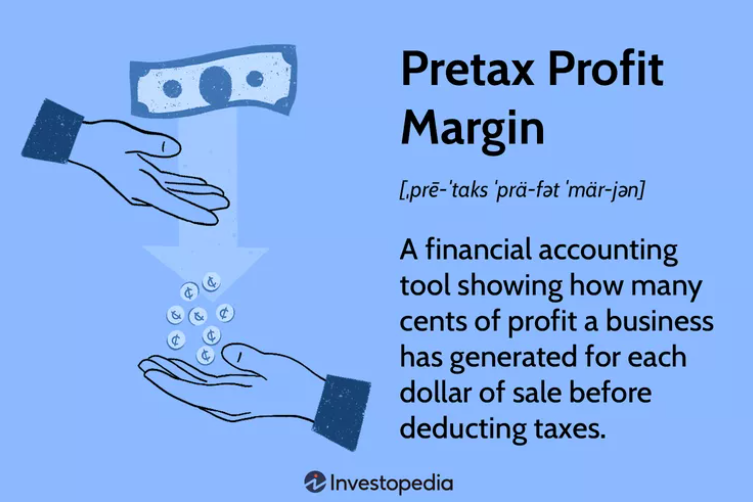 Pretax Profit
Margin
[ˌprē-ˈtaks ˈprä-fət ˈmär-jən]
A financial accounting
tool showing how many
cents of profit a business
has generated for each
dollar of sale before
deducting taxes.
¢ ¢
¢ ¢ ¢
¢ ¢
¢
Investopedia